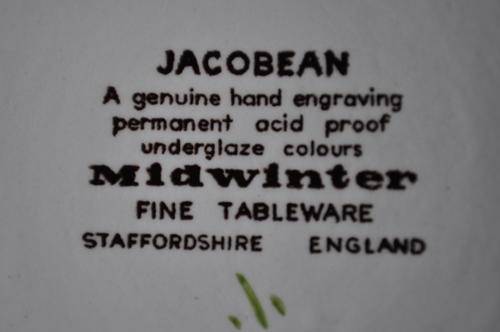 JACOBEAN
A genuine hand engraving
permanent acid proof
underglaze colours
Midwinter
FINE TABLEWARE
STAFFORDSHIRE ENGLAND